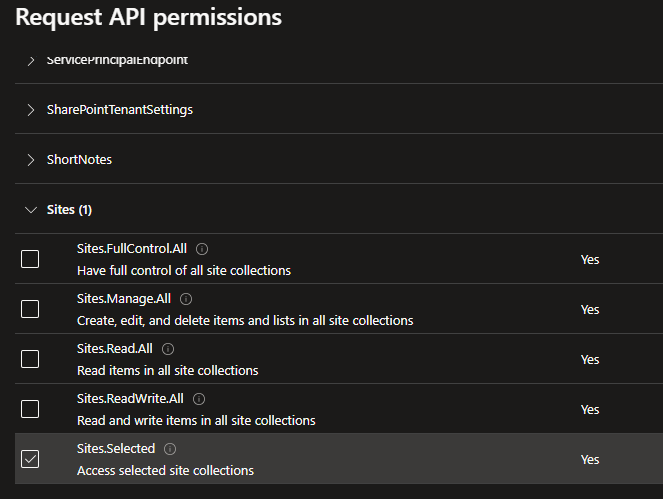 Request API permissions
ServicePrincipalEndpoint
SharePointTenantSettings
ShortNotes
Sites (1)
Sites.FullControl.All
Have full control of all site collections
Yes
Sites.Manage.All
Create, edit, and delete items and lists in all site collections
Yes
Sites.Read.All
Read items in all site collections
Yes
Sites.ReadWrite.All
Read and write items in all site collections
Yes
Sites.Selected
Access selected site collections
Yes